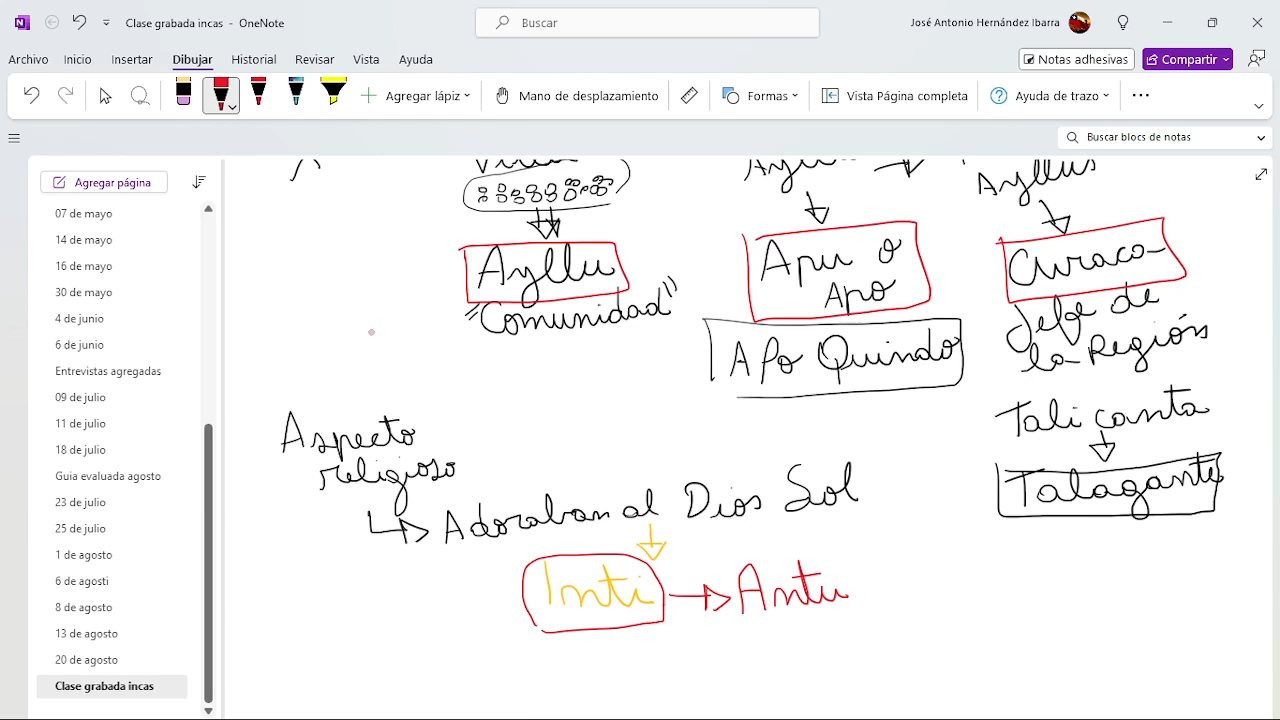 Clase grabada incas - OneNote
Buscar
José Antonio Hernández Ibarra
Archivo Inicio Insertar Dibujar Historial Revisar Vista Ayuda
Notas adhesivas
Compartir
Agregar lápiz
Mano de desplazamiento
Formas
Vista Página completa
Ayuda de trazo
Buscar blocs de notas
Agregar página
07 de mayo
14 de mayo
16 de mayo
30 de mayo
4 de junio
6 de junio
Entrevistas agregadas
09 de julio
11 de julio
18 de julio
Guia evaluada agosto
23 de julio
25 de julio
1 de agosto
6 de agosti
8 de agosto
13 de agosto
20 de agosto
Clase grabada incas
Ayllu
"Comunidad"
Apu o
Apo
Apo Quindo
Ayllus
Curaca
Jefe de
la Región
Tali canta
Talagante
Aspecto
religioso
Adoraban al Dios Sol
Inti
Antu